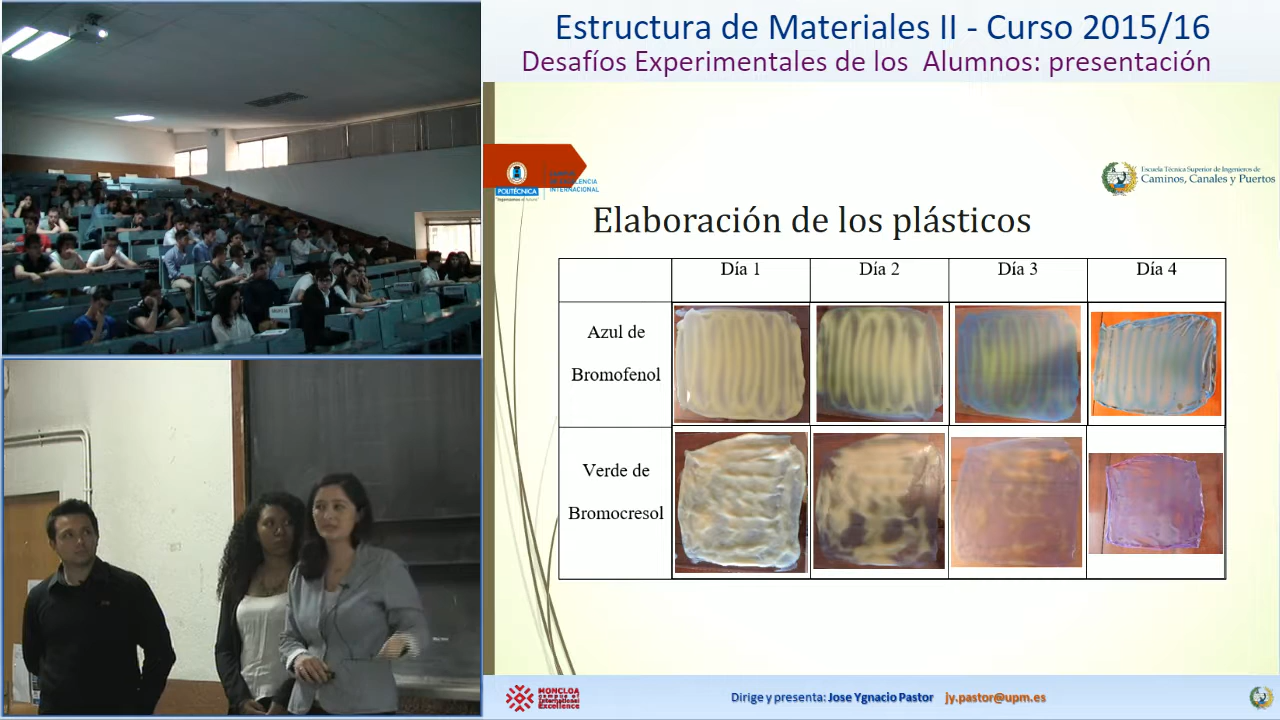 Estructura de Materiales II - Curso 2015/16
Desafíos Experimentales de los Alumnos: presentación
POLITÉCNICA
INTERNACIONAL
Escuela Técnica Superior de Ingenieros de
Caminos, Canales y Puertos
Elaboración de los plásticos
Día 1
Día 2
Día 3
Día 4
Azul de
Bromofenol
Verde de
Bromocresol
MONCLOA
campus of
International
Excellence
Dirige y presenta: Jose Ygnacio Pastor jy.pastor@upm.es